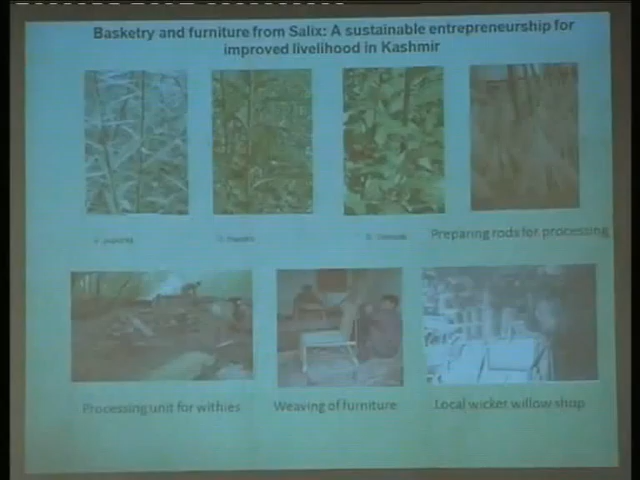 Basketry and furniture from Salix: A sustainable entrepreneurship for
improved livelihood in Kashmir
Preparing rods for processing
Processing unit for withies
Weaving of furniture
Local wicker willow shop